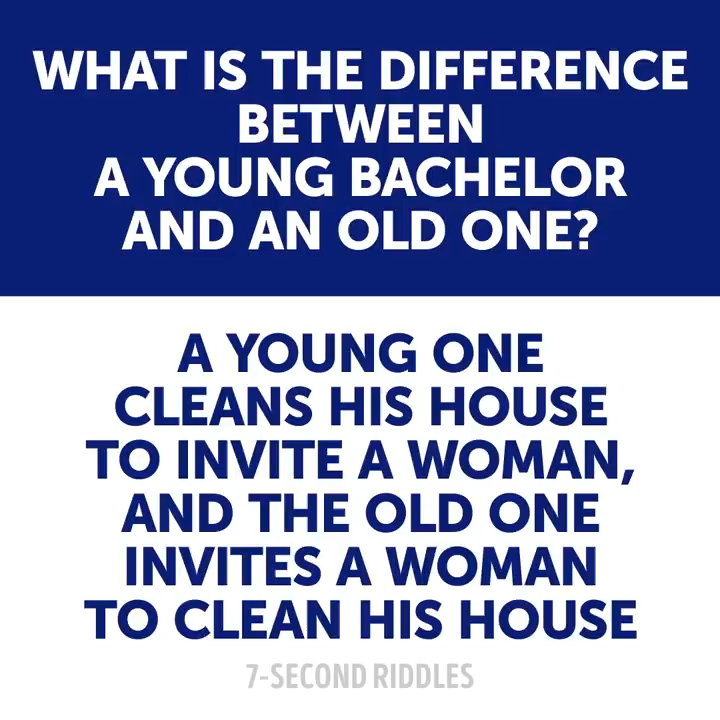 WHAT IS THE DIFFERENCE
BETWEEN
A YOUNG BACHELOR
AND AN OLD ONE?
A YOUNG ONE
CLEANS HIS HOUSE
TO INVITE A WOMAN,
AND THE OLD ONE
INVITES A WOMAN
TO CLEAN HIS HOUSE
7-SECOND RIDDLES